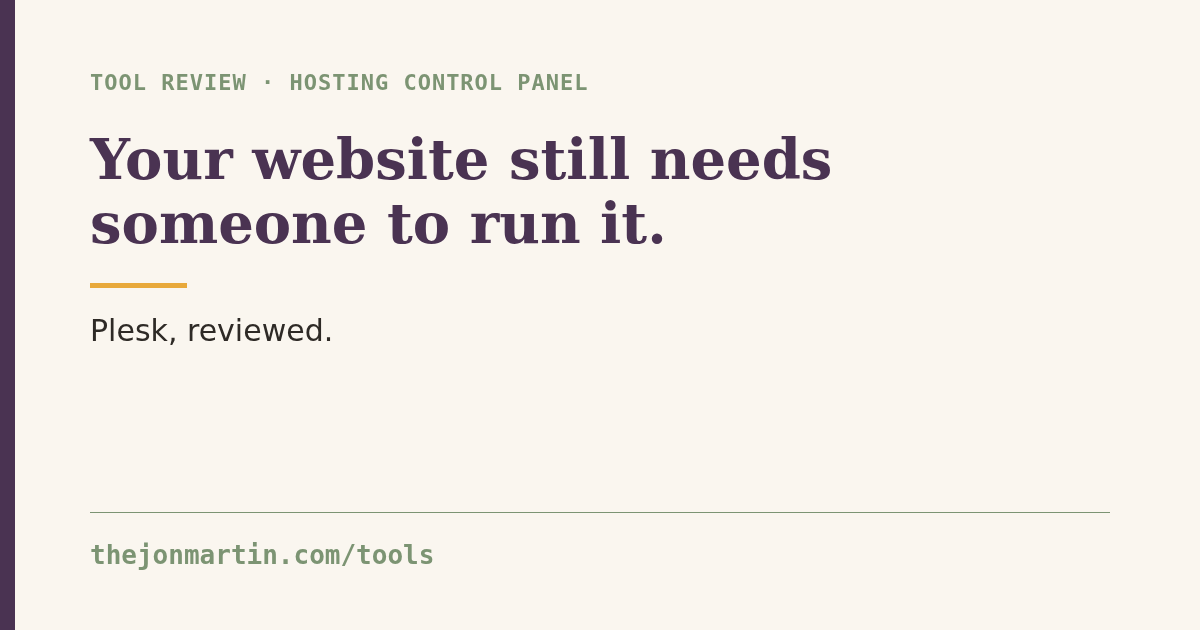 TOOL REVIEW · HOSTING CONTROL PANEL
Your website still needs
someone to run it.
Plesk, reviewed.
thejonmartin.com/tools